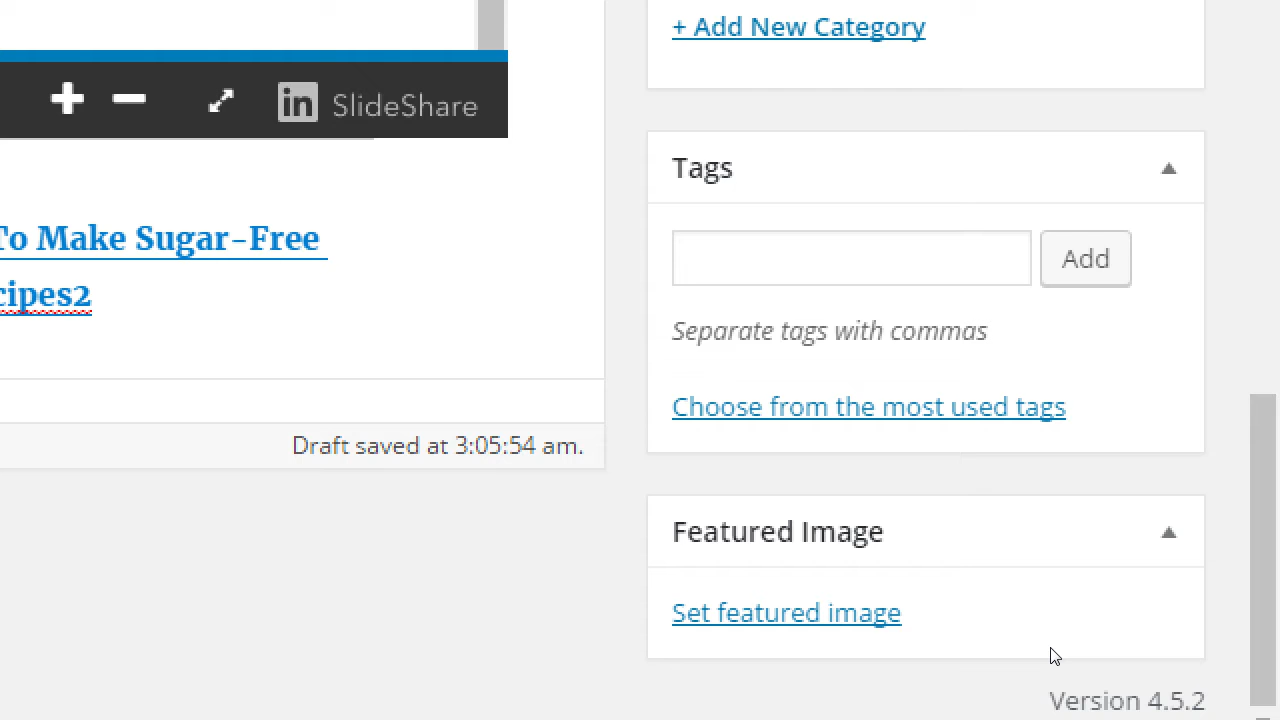 + Add New Category
in SlideShare
Tags
To Make Sugar-Free
cipes2
Add
Separate tags with commas
Choose from the most used tags
Draft saved at 3:05:54 am.
Featured Image
Set featured image
Version 4.5.2